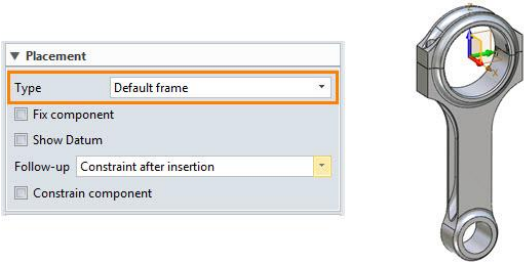 Placement
Type Default frame
Fix component
Show Datum
Follow-up Constraint after insertion
Constrain component
Z
X